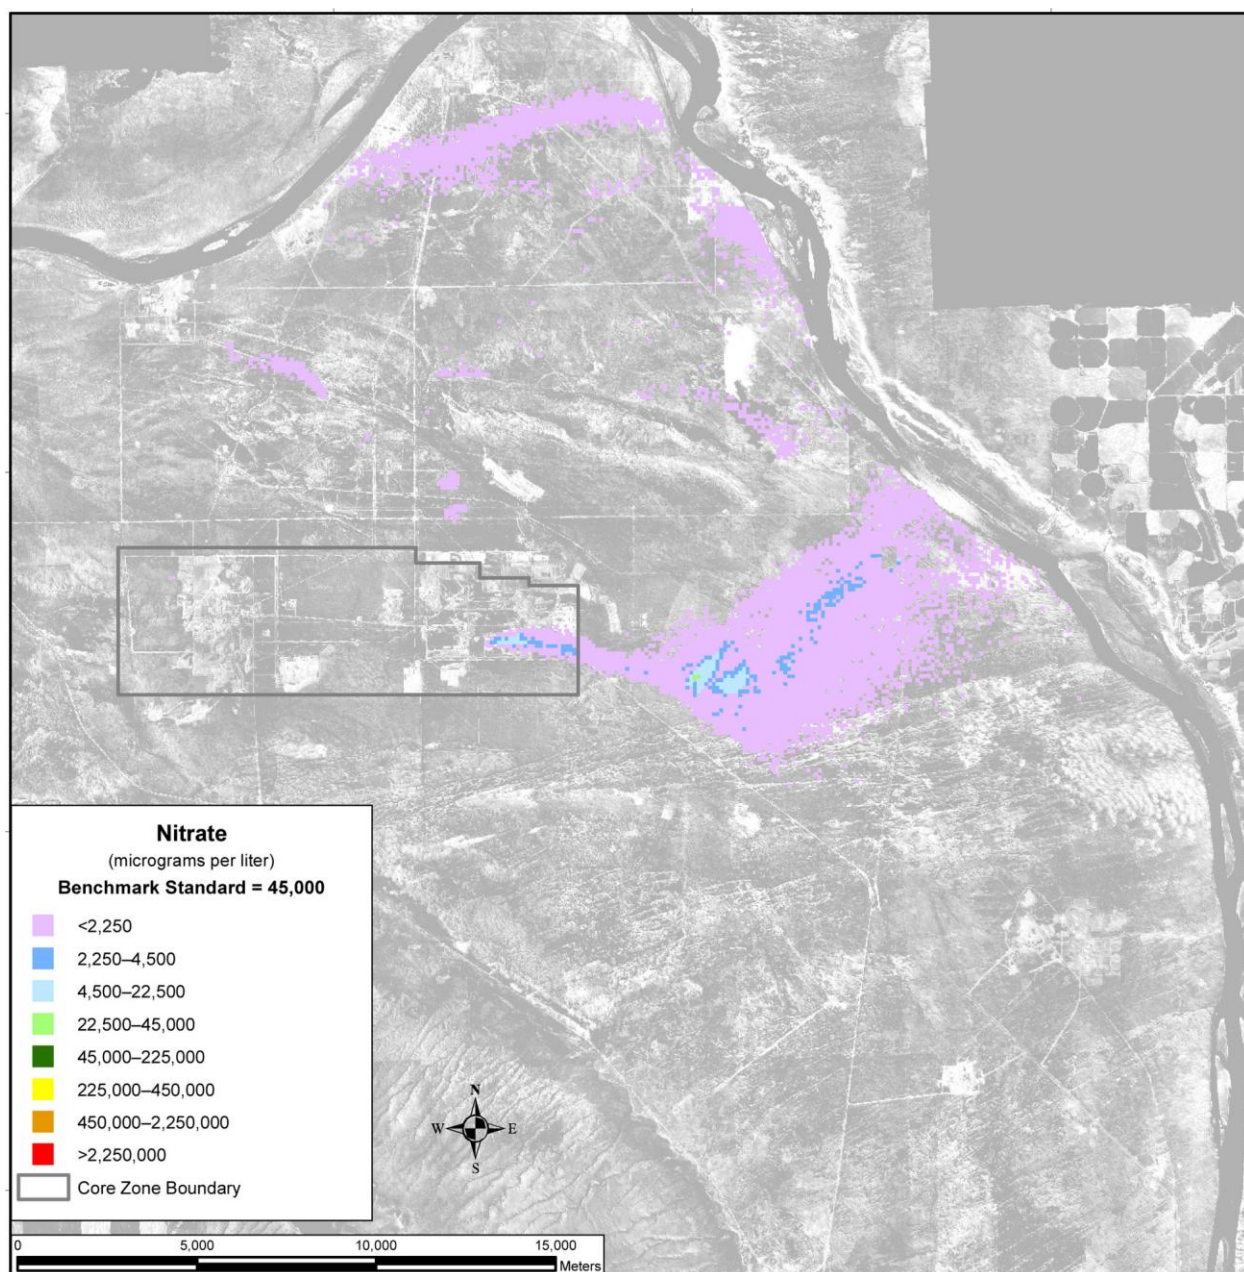 Nitrate
(micrograms per liter)
Benchmark Standard = 45,000
<2,250
2,250–4,500
4,500–22,500
22,500–45,000
45,000–225,000
225,000–450,000
450,000–2,250,000
>2,250,000
Core Zone Boundary
N
W E
S
0 5,000 10,000 15,000
Meters